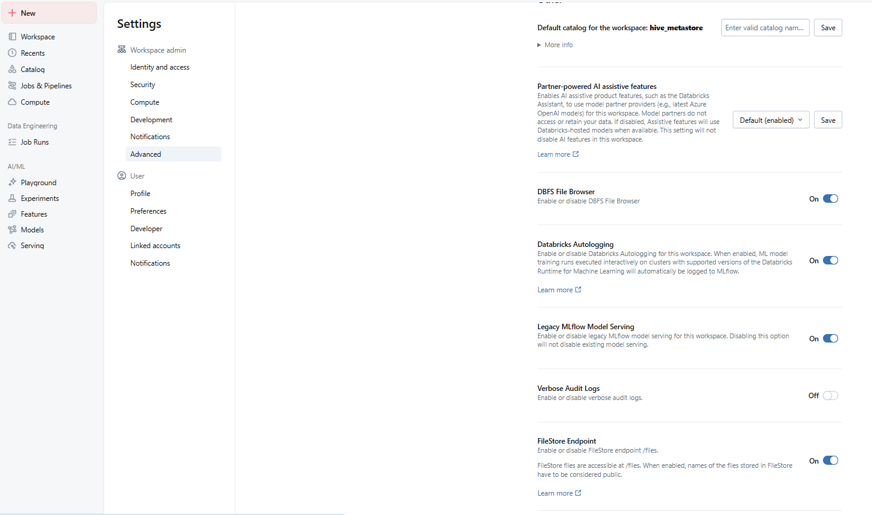 New
Workspace
Recents
Catalog
Jobs & Pipelines
Compute
Data Engineering
Job Runs
AI/ML
Playground
Experiments
Features
Models
Serving
Settings
Workspace admin
Identity and access
Security
Compute
Development
Notifications
Advanced
User
Profile
Preferences
Developer
Linked accounts
Notifications
Default catalog for the workspace: hive_metastore
Enter valid catalog nam...
Save
More info
Partner-powered AI assistive features
Enables AI assistive product features, such as the Databricks
Assistant, to use model partner providers (e.g., latest Azure
OpenAI models) for this workspace. Model partners do not
access or retain your data. If disabled, Assistive features will use
Databricks-hosted models when available. This setting will not
disable AI features in this workspace.
Default (enabled)
Save
Learn more
DBFS File Browser
Enable or disable DBFS File Browser
On
Databricks Autologging
Enable or disable Databricks Autologging for this workspace. When enabled, ML model
training runs executed interactively on clusters with supported versions of the Databricks
Runtime for Machine Learning will automatically be logged to MLflow.
On
Learn more
Legacy MLflow Model Serving
Enable or disable legacy MLflow model serving for this workspace. Disabling this option
will not disable existing model serving.
On
Verbose Audit Logs
Enable or disable verbose audit logs.
Off
FileStore Endpoint
Enable or disable FileStore endpoint /files.
FileStore files are accessible at /files. When enabled, names of the files stored in FileStore
have to be considered public.
On
Learn more